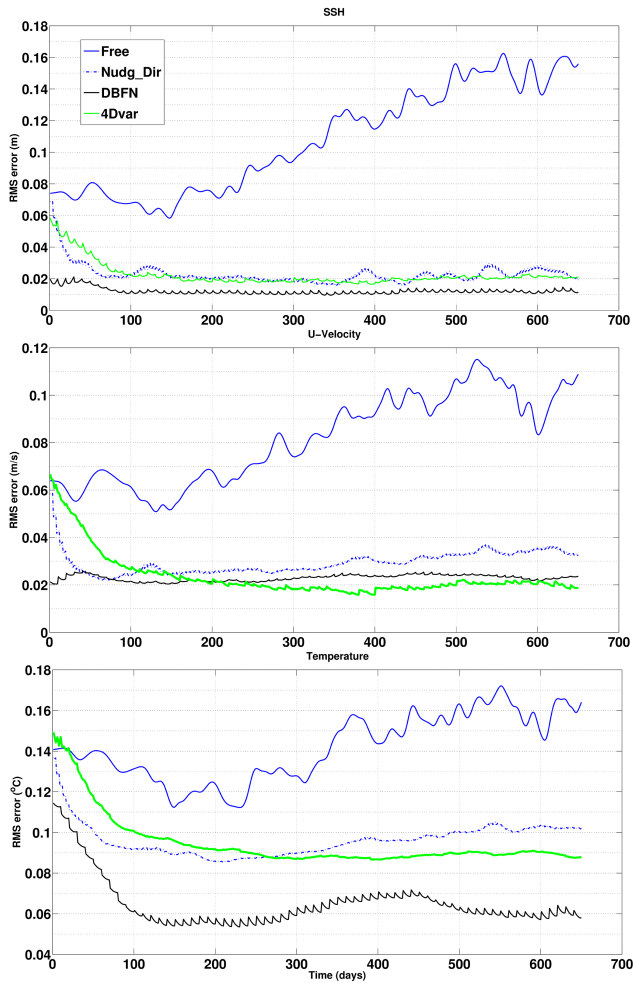 SSH
0.18
0.16
0.14
0.12
0.1
0.08
0.06
0.04
0.02
0
RMS error (m)
Free
Nudg_Dir
DBFN
4Dvar
0 100 200 300 400 500 600 700
U-Velocity
0.12
0.1
0.08
0.06
0.04
0.02
0
RMS error (m/s)
0 100 200 300 400 500 600 700
Temperature
0.18
0.16
0.14
0.12
0.1
0.08
0.06
0.04
RMS error (°C)
0 100 200 300 400 500 600 700
Time (days)